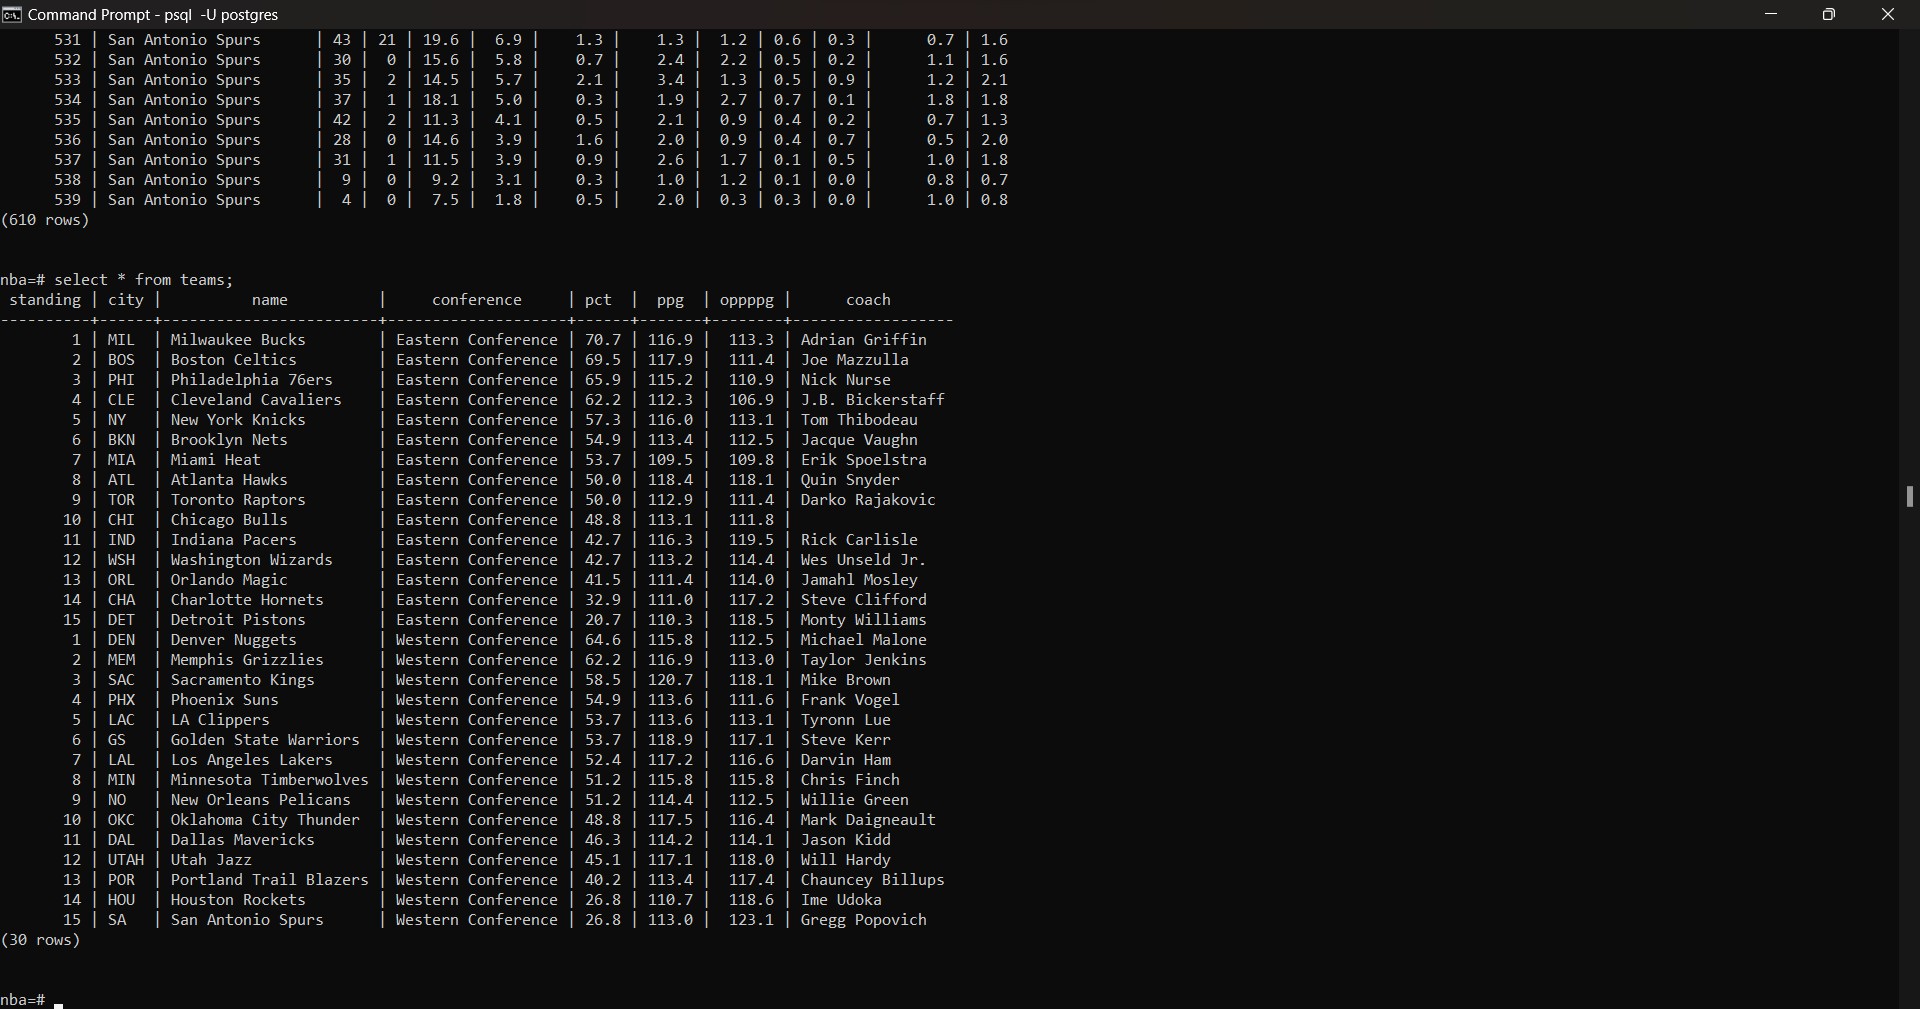 Command Prompt - psql  -U postgres
531 | San Antonio Spurs | 43 | 21 | 19.6 | 6.9 | 1.3 | 1.3 | 1.2 | 0.6 | 0.3 | 0.7 | 1.6
532 | San Antonio Spurs | 30 | 0 | 15.6 | 5.8 | 0.7 | 2.4 | 2.2 | 0.5 | 0.2 | 1.1 | 1.6
533 | San Antonio Spurs | 35 | 2 | 14.5 | 5.7 | 2.1 | 3.4 | 1.3 | 0.5 | 0.9 | 1.2 | 2.1
534 | San Antonio Spurs | 37 | 1 | 18.1 | 5.0 | 0.3 | 1.9 | 2.7 | 0.7 | 0.1 | 1.8 | 1.8
535 | San Antonio Spurs | 42 | 2 | 11.3 | 4.1 | 0.5 | 2.1 | 0.9 | 0.4 | 0.2 | 0.7 | 1.3
536 | San Antonio Spurs | 28 | 0 | 14.6 | 3.9 | 1.6 | 2.0 | 0.9 | 0.4 | 0.7 | 0.5 | 2.0
537 | San Antonio Spurs | 31 | 1 | 11.5 | 3.9 | 0.9 | 2.6 | 1.7 | 0.1 | 0.5 | 1.0 | 1.8
538 | San Antonio Spurs | 9 | 0 | 9.2 | 3.1 | 0.3 | 1.0 | 1.2 | 0.1 | 0.0 | 0.8 | 0.7
539 | San Antonio Spurs | 4 | 0 | 7.5 | 1.8 | 0.5 | 2.0 | 0.3 | 0.3 | 0.0 | 1.0 | 0.8
(610 rows)
nba=# select * from teams;
standing | city | name | conference | pct | ppg | oppppg | coach
----------+------+------------------------+--------------------+------+-------+--------+------------------
1 | MIL | Milwaukee Bucks | Eastern Conference | 70.7 | 116.9 | 113.3 | Adrian Griffin
2 | BOS | Boston Celtics | Eastern Conference | 69.5 | 117.9 | 111.4 | Joe Mazzulla
3 | PHI | Philadelphia 76ers | Eastern Conference | 65.9 | 115.2 | 110.9 | Nick Nurse
4 | CLE | Cleveland Cavaliers | Eastern Conference | 62.2 | 112.3 | 106.9 | J.B. Bickerstaff
5 | NY | New York Knicks | Eastern Conference | 57.3 | 116.0 | 113.1 | Tom Thibodeau
6 | BKN | Brooklyn Nets | Eastern Conference | 54.9 | 113.4 | 112.5 | Jacque Vaughn
7 | MIA | Miami Heat | Eastern Conference | 53.7 | 109.5 | 109.8 | Erik Spoelstra
8 | ATL | Atlanta Hawks | Eastern Conference | 50.0 | 118.4 | 118.1 | Quin Snyder
9 | TOR | Toronto Raptors | Eastern Conference | 50.0 | 112.9 | 111.4 | Darko Rajakovic
10 | CHI | Chicago Bulls | Eastern Conference | 48.8 | 113.1 | 111.8 |
11 | IND | Indiana Pacers | Eastern Conference | 42.7 | 116.3 | 119.5 | Rick Carlisle
12 | WSH | Washington Wizards | Eastern Conference | 42.7 | 113.2 | 114.4 | Wes Unseld Jr.
13 | ORL | Orlando Magic | Eastern Conference | 41.5 | 111.4 | 114.0 | Jamahl Mosley
14 | CHA | Charlotte Hornets | Eastern Conference | 32.9 | 111.0 | 117.2 | Steve Clifford
15 | DET | Detroit Pistons | Eastern Conference | 20.7 | 110.3 | 118.5 | Monty Williams
1 | DEN | Denver Nuggets | Western Conference | 64.6 | 115.8 | 112.5 | Michael Malone
2 | MEM | Memphis Grizzlies | Western Conference | 62.2 | 116.9 | 113.0 | Taylor Jenkins
3 | SAC | Sacramento Kings | Western Conference | 58.5 | 120.7 | 118.1 | Mike Brown
4 | PHX | Phoenix Suns | Western Conference | 54.9 | 113.6 | 111.6 | Frank Vogel
5 | LAC | LA Clippers | Western Conference | 53.7 | 113.6 | 113.1 | Tyronn Lue
6 | GS | Golden State Warriors | Western Conference | 53.7 | 118.9 | 117.1 | Steve Kerr
7 | LAL | Los Angeles Lakers | Western Conference | 52.4 | 117.2 | 116.6 | Darvin Ham
8 | MIN | Minnesota Timberwolves | Western Conference | 51.2 | 115.8 | 115.8 | Chris Finch
9 | NO | New Orleans Pelicans | Western Conference | 51.2 | 114.4 | 112.5 | Willie Green
10 | OKC | Oklahoma City Thunder | Western Conference | 48.8 | 117.5 | 116.4 | Mark Daigneault
11 | DAL | Dallas Mavericks | Western Conference | 46.3 | 114.2 | 114.1 | Jason Kidd
12 | UTAH | Utah Jazz | Western Conference | 45.1 | 117.1 | 118.0 | Will Hardy
13 | POR | Portland Trail Blazers | Western Conference | 40.2 | 113.4 | 117.4 | Chauncey Billups
14 | HOU | Houston Rockets | Western Conference | 26.8 | 110.7 | 118.6 | Ime Udoka
15 | SA | San Antonio Spurs | Western Conference | 26.8 | 113.0 | 123.1 | Gregg Popovich
(30 rows)
nba=#